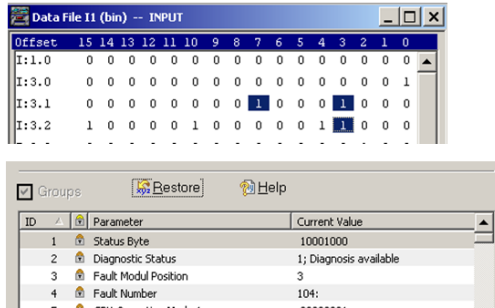 Data File I1 (bin) -- INPUT
Offset 15 14 13 12 11 10 9 8 7 6 5 4 3 2 1 0
I:1.0 0 0 0 0 0 0 0 0 0 0 0 0 0 0 0 0
I:3.0 0 0 0 0 0 0 0 0 0 0 0 0 0 0 0 1
I:3.1 0 0 0 0 0 0 0 0 1 0 0 0 1 0 0 0
I:3.2 1 0 0 0 0 1 0 0 0 0 0 1 1 0 0 0
Groups Restore Help
ID Parameter Current Value
1 Status Byte 10001000
2 Diagnostic Status 1; Diagnosis available
3 Fault Modul Position 3
4 Fault Number 104: